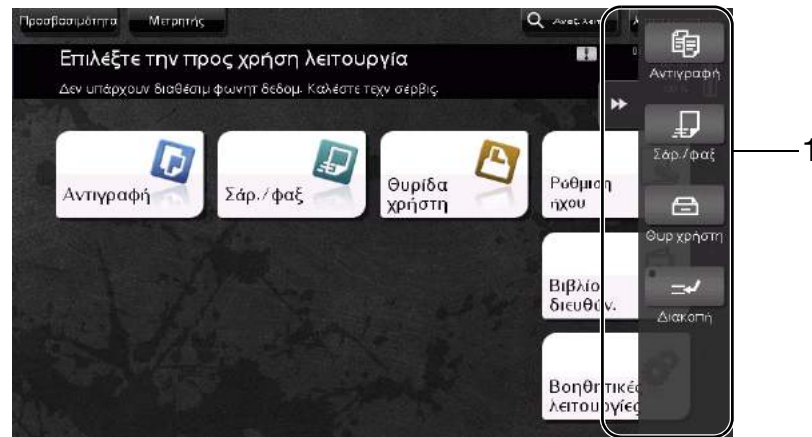 Προσβασιμότητα Μετρητής
Επιλέξτε την προς χρήση λειτουργία
Δεν υπάρχουν διαθέσιμ φωνητ δεδομ. Καλέστε τεχν σέρβις.
Αντιγραφή
Σάρ./φαξ
Θυρίδα
χρήστη
Ρύθμιση
ήχου
Βιβλίο
διευθύν.
Βοηθητικές
λειτουργίες
Αντιγραφή
Σάρ./φαξ
Θυρ χρήστη
Διακοπή
1